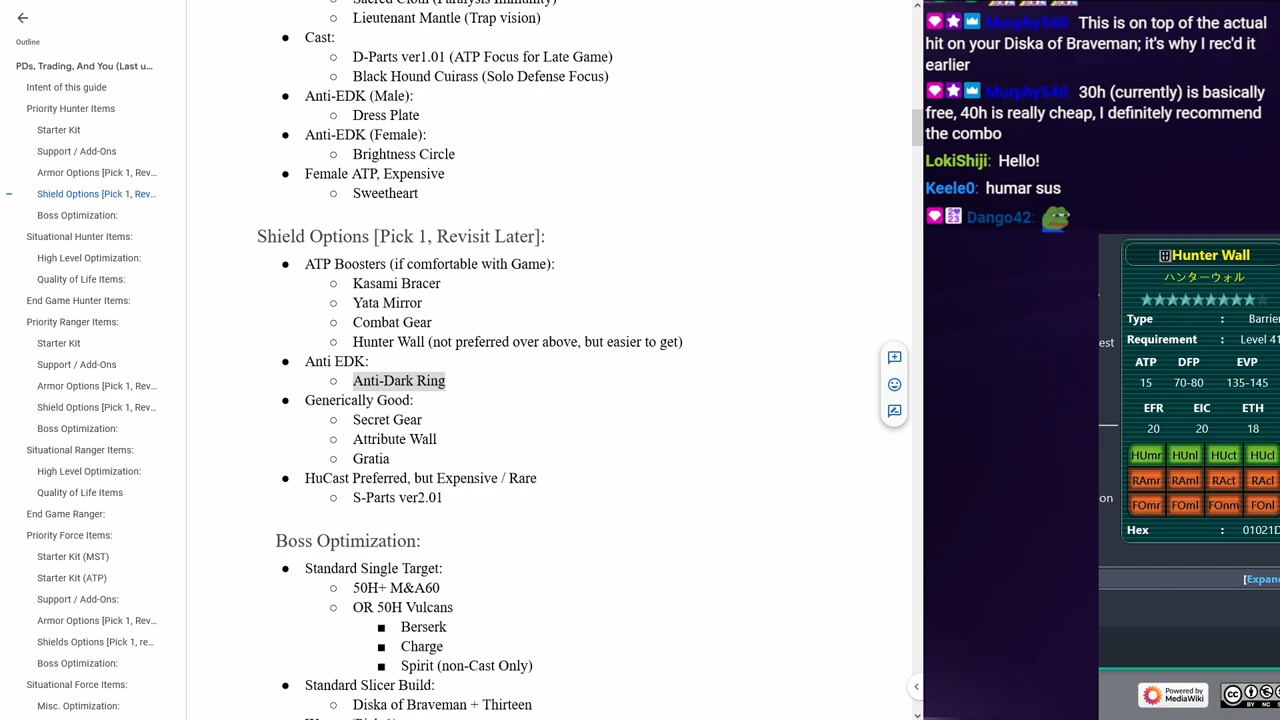 Outline
PDs, Trading, And You (Last u...
Intent of this guide
Priority Hunter Items
Starter Kit
Support / Add-Ons
Armor Options [Pick 1, Rev...
Shield Options [Pick 1, Rev...
Boss Optimization:
Situational Hunter Items:
High Level Optimization:
Quality of Life Items:
End Game Hunter Items:
Priority Ranger Items:
Starter Kit
Support / Add-Ons:
Armor Options [Pick 1, Rev...
Shield Options [Pick 1, Rev...
Boss Optimization:
Situational Ranger Items:
High Level Optimization:
Quality of Life Items
End Game Ranger:
Priority Force Items:
Starter Kit (MST)
Starter Kit (ATP)
Support / Add-Ons:
Armor Options [Pick 1, Rev...
Shields Options [Pick 1, re...
Boss Optimization:
Situational Force Items:
Misc. Optimization:
Sacred Cloth (Paralysis Immunity)
Lieutenant Mantle (Trap vision)
Cast:
D-Parts ver1.01 (ATP Focus for Late Game)
Black Hound Cuirass (Solo Defense Focus)
Anti-EDK (Male):
Dress Plate
Anti-EDK (Female):
Brightness Circle
Female ATP, Expensive
Sweetheart
Shield Options [Pick 1, Revisit Later]:
ATP Boosters (if comfortable with Game):
Kasami Bracer
Yata Mirror
Combat Gear
Hunter Wall (not preferred over above, but easier to get)
Anti EDK:
Anti-Dark Ring
Generically Good:
Secret Gear
Attribute Wall
Gratia
HuCast Preferred, but Expensive / Rare
S-Parts ver2.01
Boss Optimization:
Standard Single Target:
50H+ M&A60
OR 50H Vulcans
Berserk
Charge
Spirit (non-Cast Only)
Standard Slicer Build:
Diska of Braveman + Thirteen
Murphy540: This is on top of the actual
hit on your Diska of Braveman; it's why I rec'd it
earlier
Murphy540: 30h (currently) is basically
free, 40h is really cheap, I definitely recommend
the combo
LokiShiji: Hello!
Keele0: humar sus
Dango42:
Hunter Wall
ハンターウォル
Type : Barrie
Requirement : Level 41
ATP DFP EVP
15 70-80 135-145
EFR EIC ETH
20 20 18
HUmr HUnl HUct HUcl
RAmr RAml RAct RAcl
FOmr FOml FOnm FOnl
Hex : 01021D
est
on
[Expan
Powered by
MediaWiki
BY NC